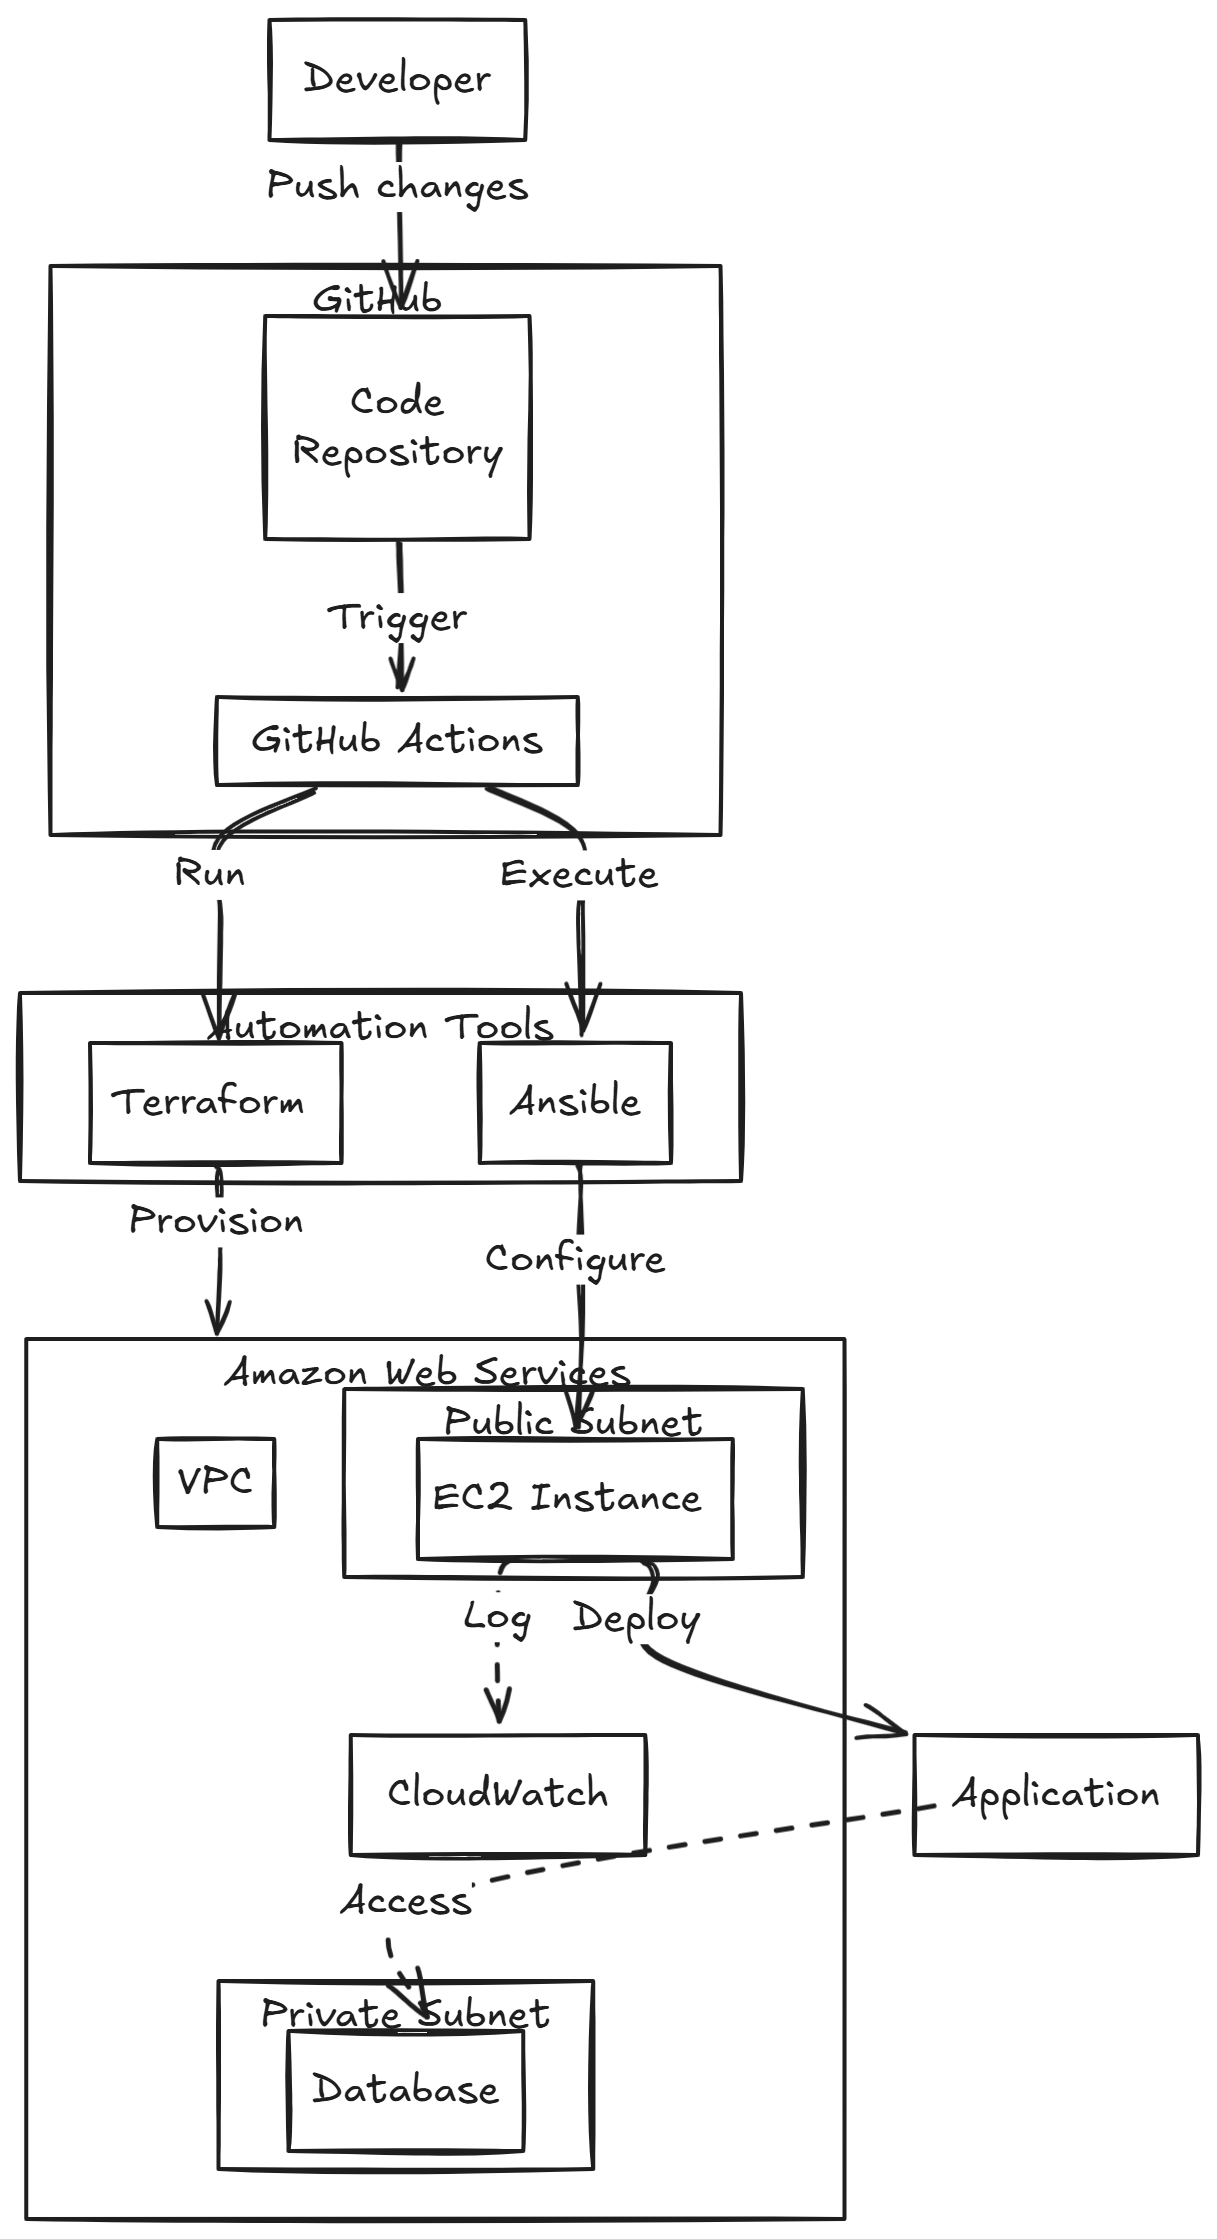 Developer
Push changes
GitHub
Code
Repository
Trigger
GitHub Actions
Run
Execute
Automation Tools
Terraform
Ansible
Provision
Configure
Amazon Web Services
Public Subnet
VPC
EC2 Instance
Log
Deploy
CloudWatch
Application
Access
Private Subnet
Database